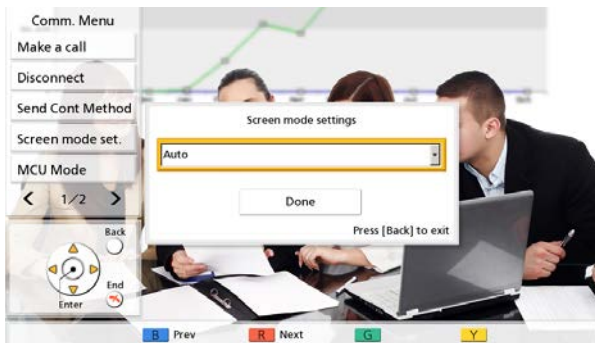 Comm. Menu
Make a call
Disconnect
Send Cont Method
Screen mode set.
MCU Mode
< 1/2 >
Screen mode settings
Auto
Done
Press [Back] to exit
Back
End
Enter
B Prev R Next G Y